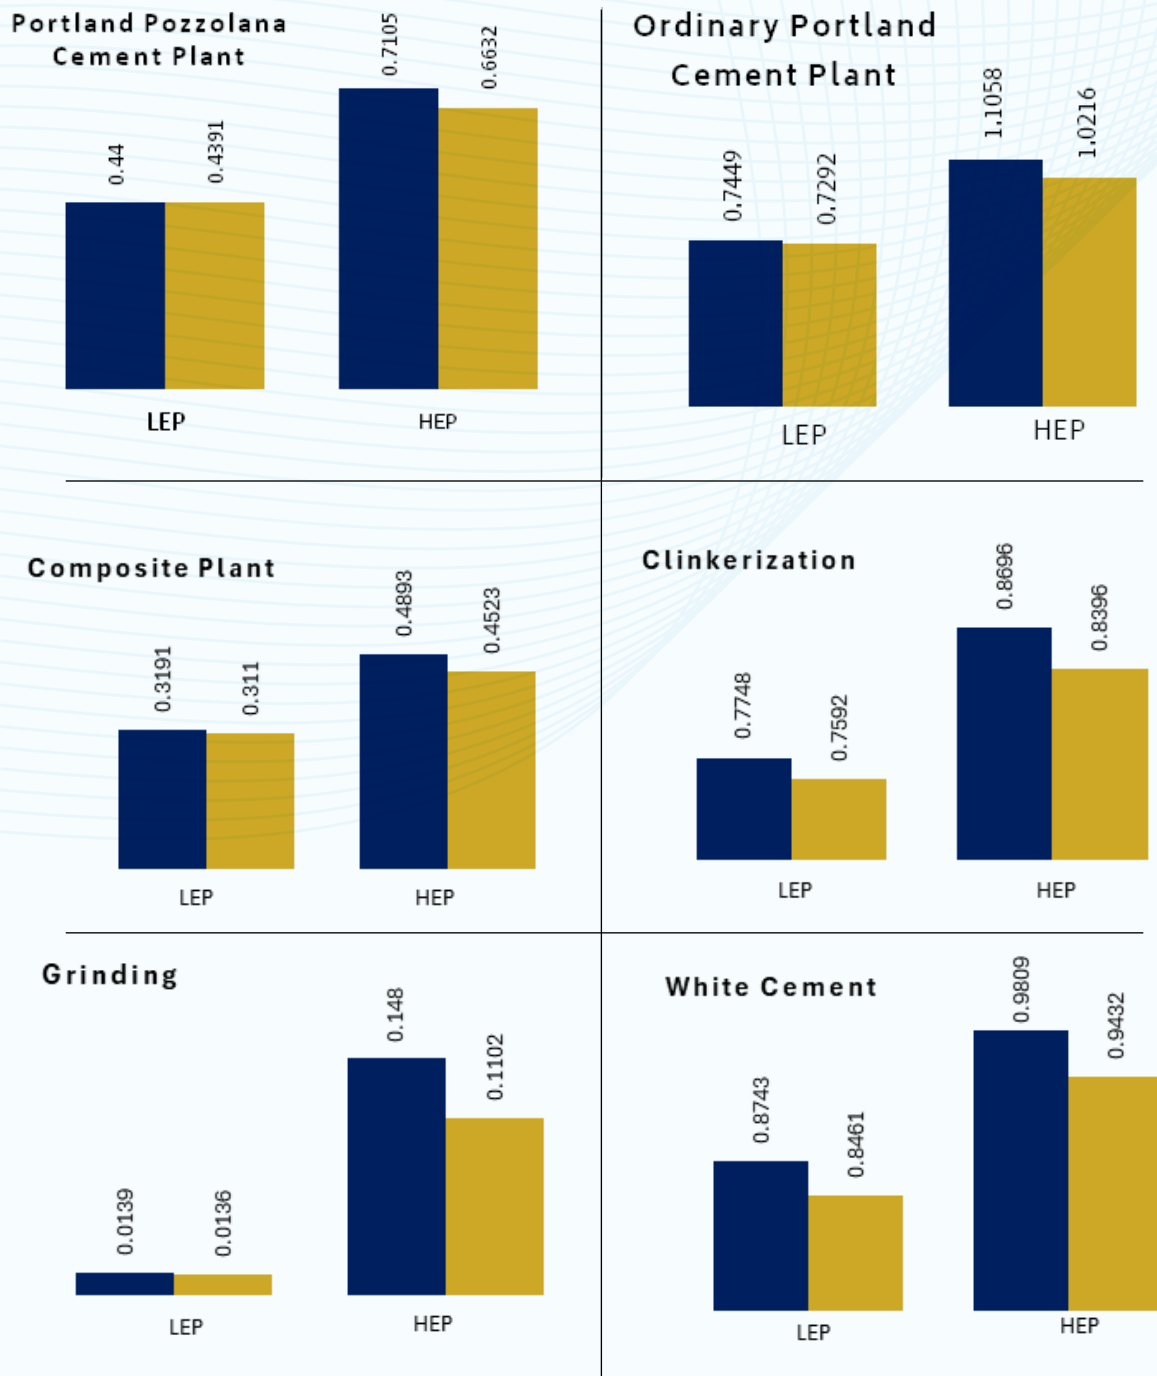 Portland Pozzolana
Cement Plant
0.44
0.4391
0.7105
0.6632
LEP
HEP
Ordinary Portland
Cement Plant
0.7449
0.7292
1.1058
1.0216
LEP
HEP
Composite Plant
0.3191
0.311
0.4893
0.4523
LEP
HEP
Clinkerization
0.7748
0.7592
0.8696
0.8396
LEP
HEP
Grinding
0.0139
0.0136
0.148
0.1102
LEP
HEP
White Cement
0.8743
0.8461
0.9809
0.9432
LEP
HEP